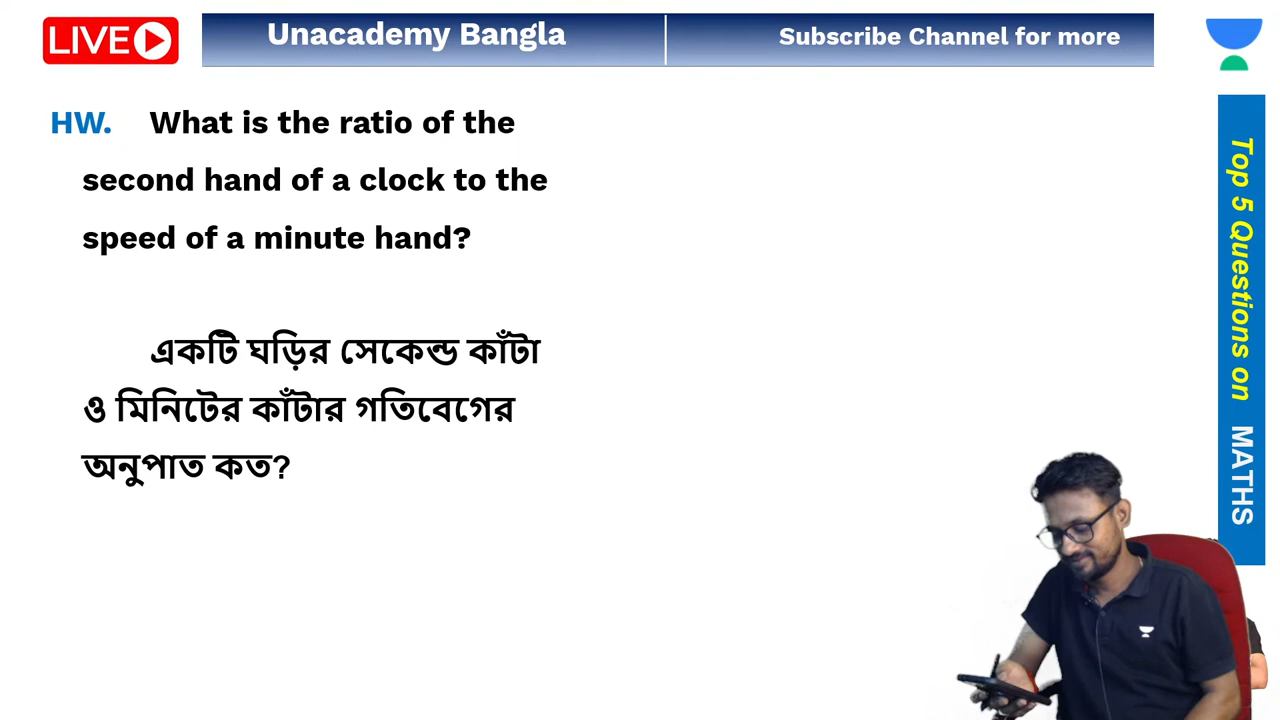 LIVE
Unacademy Bangla
Subscribe Channel for more
HW. What is the ratio of the
second hand of a clock to the
speed of a minute hand?
একটি ঘড়ির সেকেন্ড কাঁটা
ও মিনিটের কাঁটার গতিবেগের
অনুপাত কত?
Top 5 Questions on MATHS